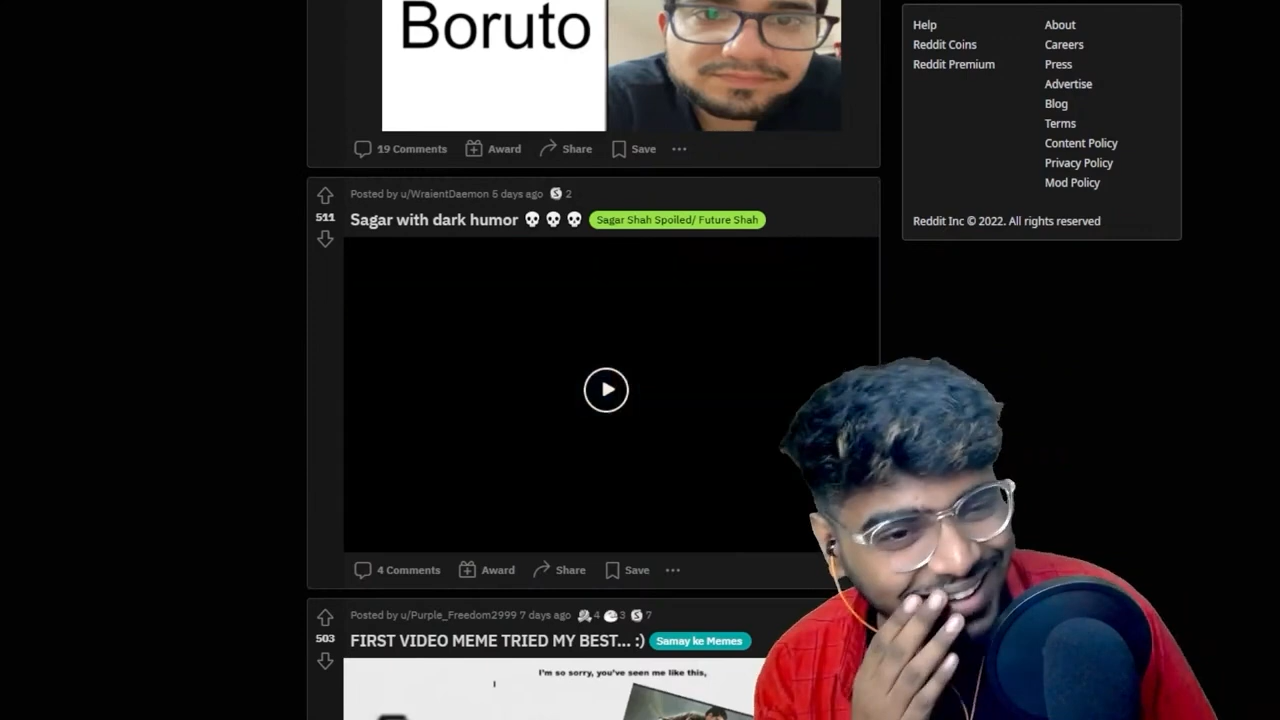 Boruto
19 Comments Award Share Save
Posted by u/WraientDaemon 5 days ago 2
511
Sagar with dark humor 💀 💀 💀 Sagar Shah Spoiled/ Future Shah
4 Comments Award Share Save
Posted by u/Purple_Freedom2999 7 days ago 4 3 7
503
FIRST VIDEO MEME TRIED MY BEST... :) Samay ke Memes
I'm so sorry, you've seen me like this,
I
Help About
Reddit Coins Careers
Reddit Premium Press
Advertise
Blog
Terms
Content Policy
Privacy Policy
Mod Policy
Reddit Inc © 2022. All rights reserved